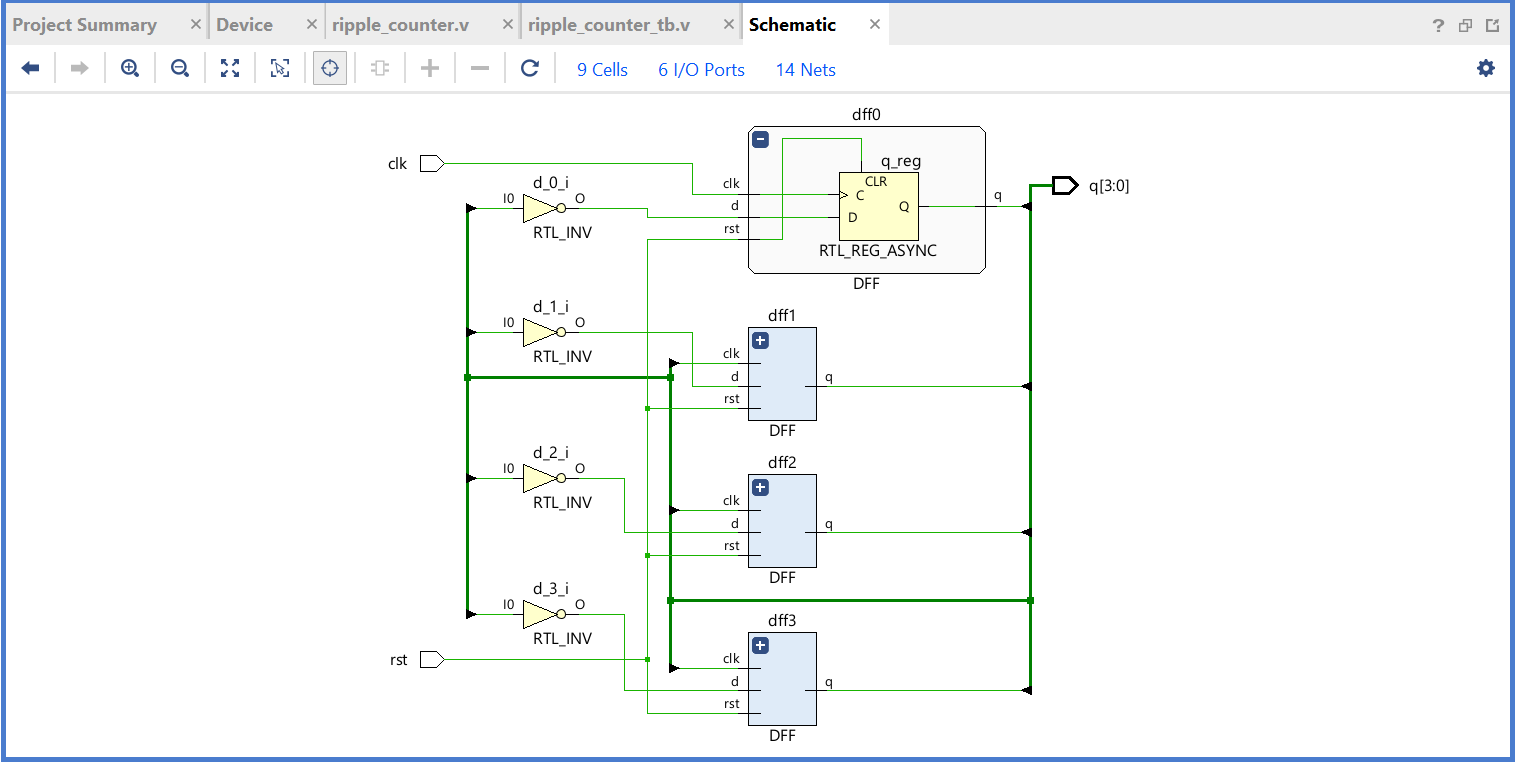 Project Summary × Device × ripple_counter.v × ripple_counter_tb.v × Schematic × ?
9 Cells 6 I/O Ports 14 Nets
dff0
clk
q_reg
CLR
C
D
Q
RTL_REG_ASYNC
clk
d
rst
q
DFF
q[3:0]
d_0_i
I0 O
RTL_INV
d_1_i
I0 O
RTL_INV
dff1
clk
d
rst
q
DFF
d_2_i
I0 O
RTL_INV
dff2
clk
d
rst
q
DFF
d_3_i
I0 O
RTL_INV
rst
dff3
clk
d
rst
q
DFF